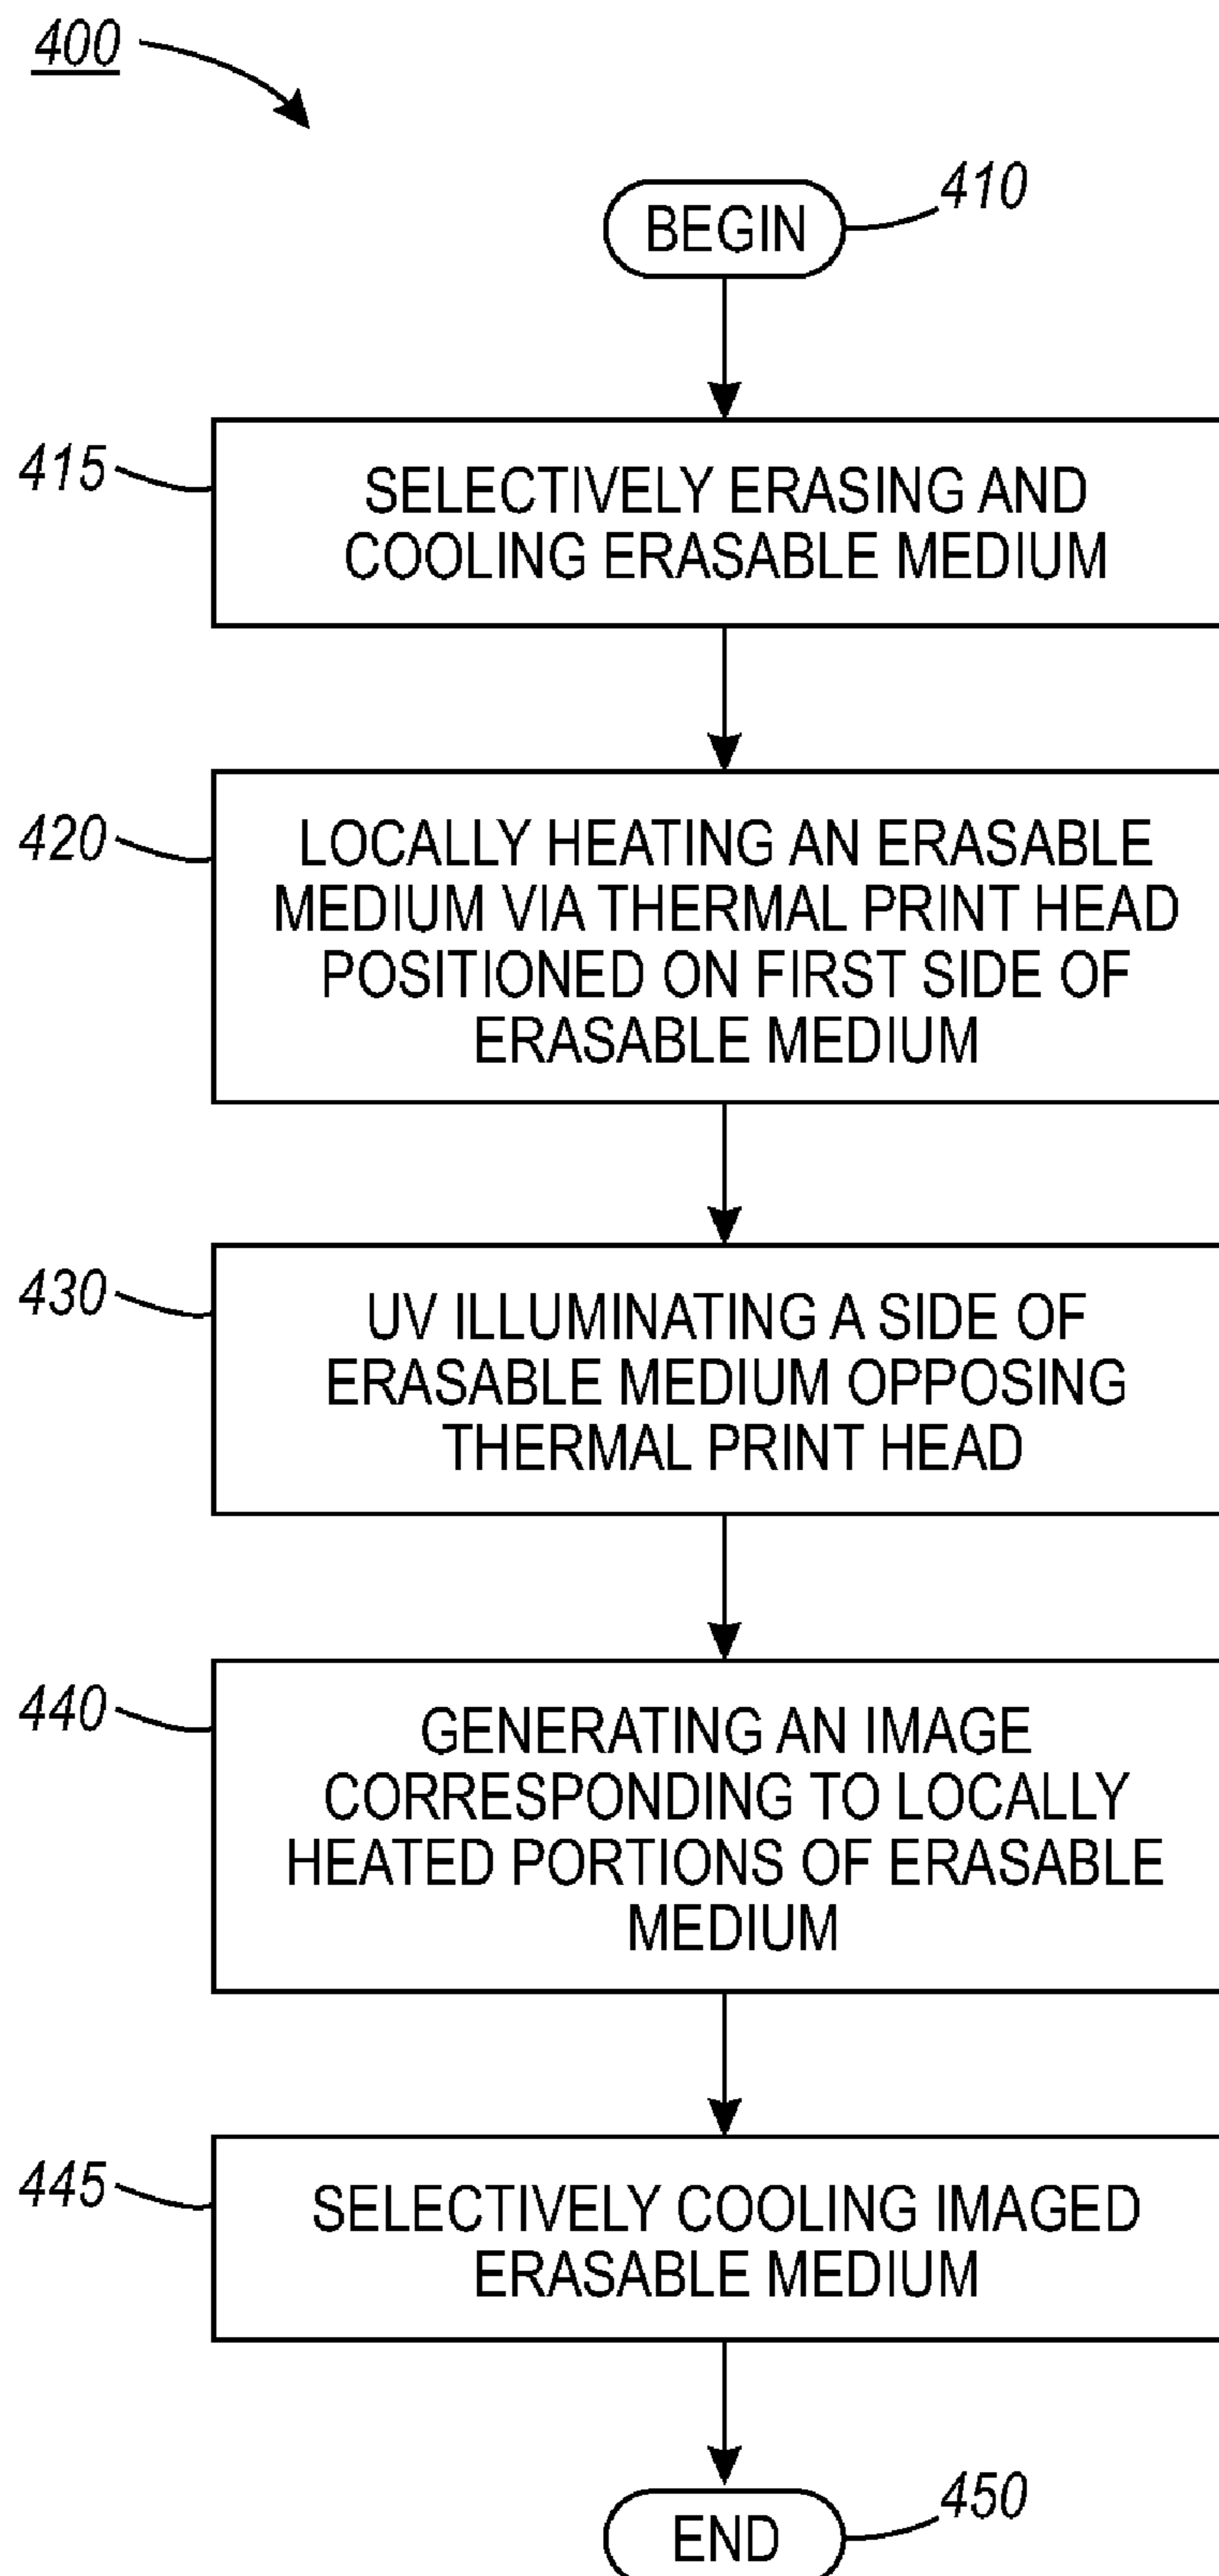 400
BEGIN
410
415
SELECTIVELY ERASING AND
COOLING ERASABLE MEDIUM
420
LOCALLY HEATING AN ERASABLE
MEDIUM VIA THERMAL PRINT HEAD
POSITIONED ON FIRST SIDE OF
ERASABLE MEDIUM
430
UV ILLUMINATING A SIDE OF
ERASABLE MEDIUM OPPOSING
THERMAL PRINT HEAD
440
GENERATING AN IMAGE
CORRESPONDING TO LOCALLY
HEATED PORTIONS OF ERASABLE
MEDIUM
445
SELECTIVELY COOLING IMAGED
ERASABLE MEDIUM
450
END